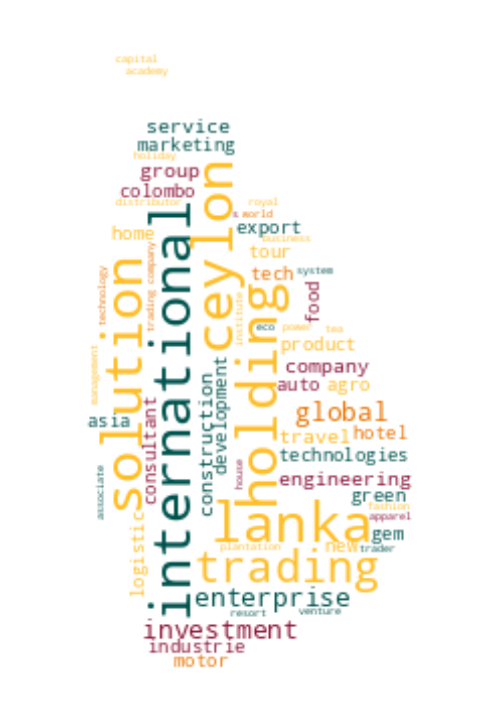 capital
academy
service
marketing
holiday
group
colombo
distributor
royal
s world
home
export
business
tour
ceylon
international
solution
technology
trading company
tech
system
food
institute
holding
eco
power
tea
product
management
company
auto
agro
development
construction
consultant
global
asia
travel
hotel
technologies
house
associate
engineering
green
fashion
lanka
apparel
logistic
gem
plantation
new
trader
trading
enterprise
resort
venture
investment
industrie
motor